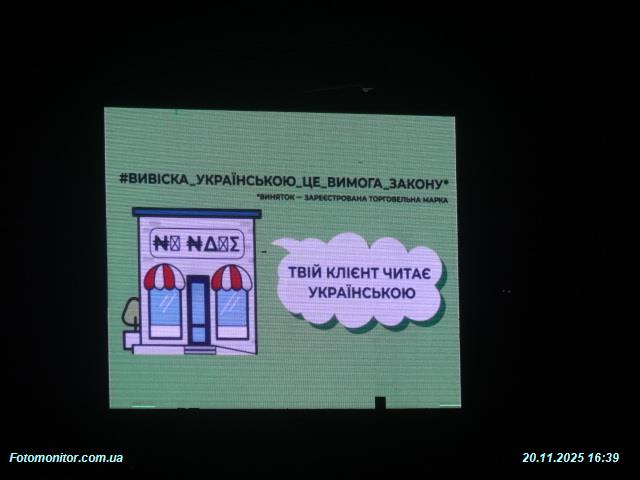 #ВИВІСКА_УКРАЇНСЬКОЮ_ЦЕ_ВИМОГА_ЗАКОНУ*
*ВИНЯТОК — ЗАРЕЄСТРОВАНА ТОРГОВЕЛЬНА МАРКА
ТВІЙ КЛІЄНТ ЧИТАЄ
УКРАЇНСЬКОЮ
Fotomonitor.com.ua
20.11.2025 16:39